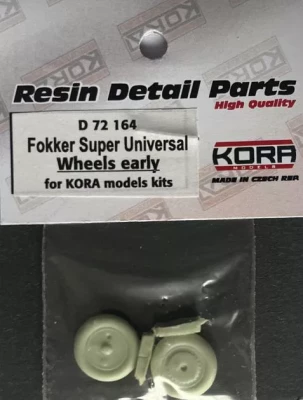 Resin Detail Parts
High Quality
D 72 164
Fokker Super Universal
Wheels early
for KORA models kits
KORA
MODELS
MADE IN CZECH REP.